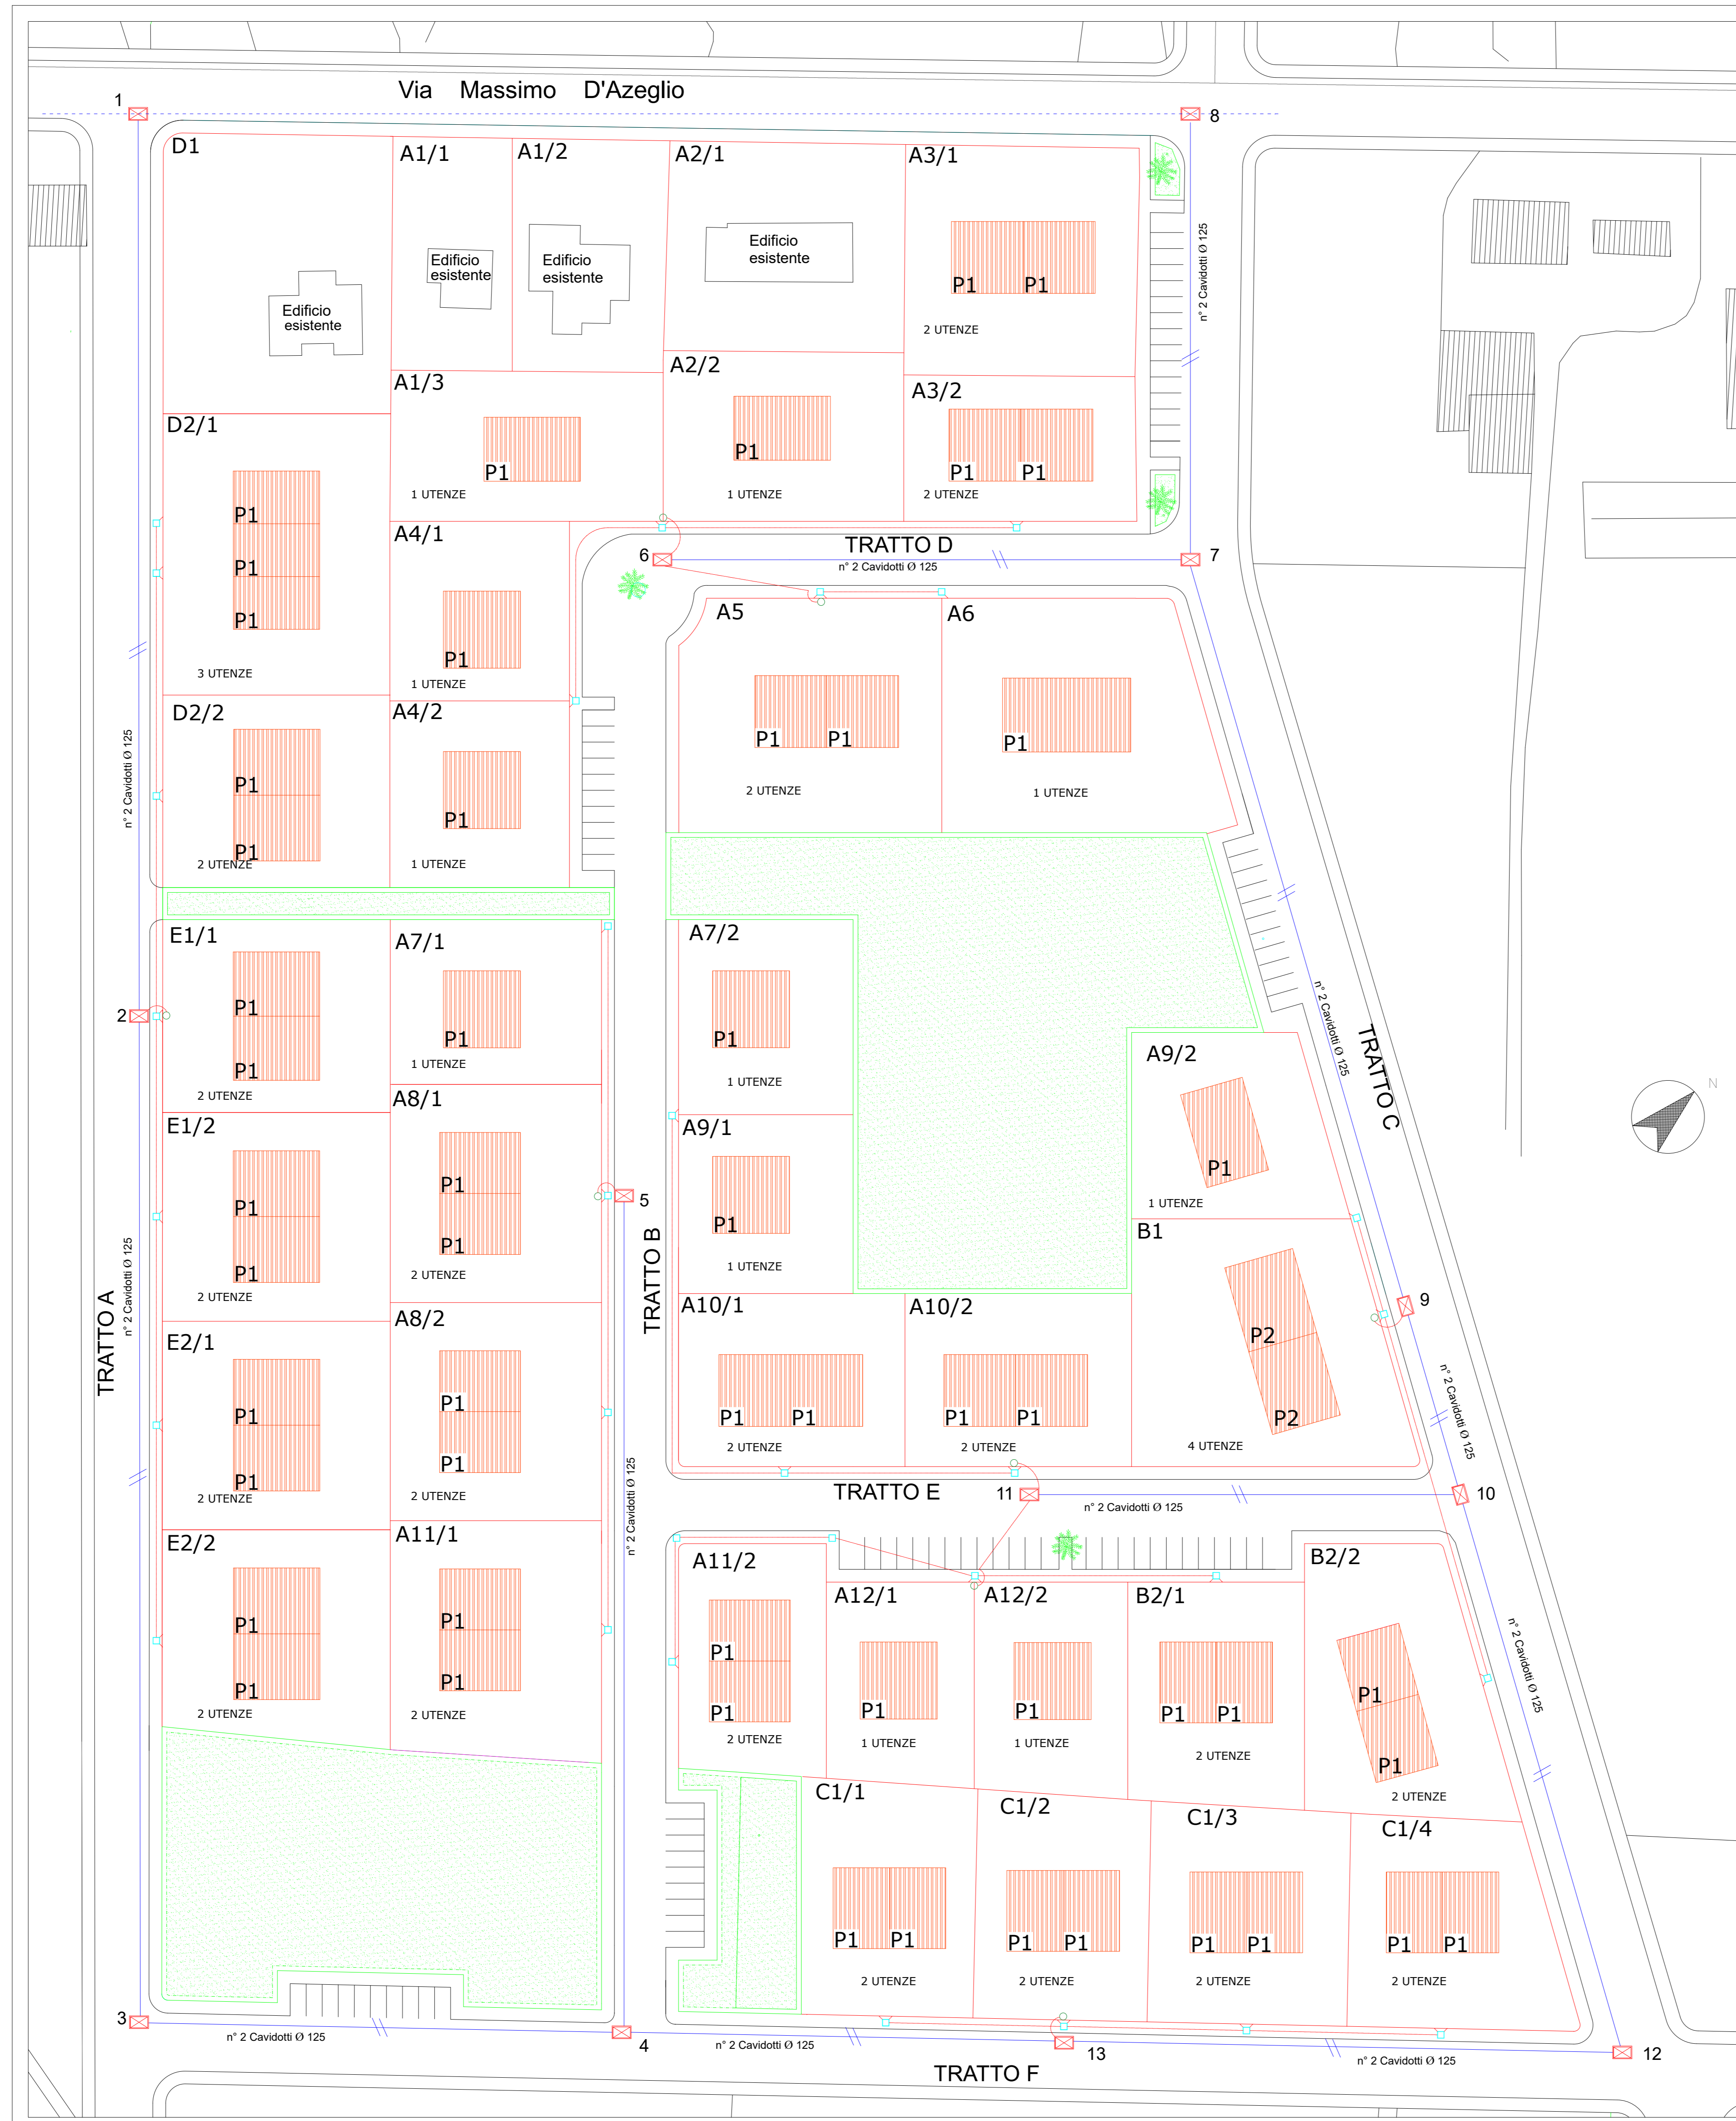 Via Massimo D'Azeglio
1
8
D1
A1/1
A1/2
A2/1
A3/1
Edificio
esistente
Edificio
esistente
Edificio
esistente
Edificio
esistente
P1
P1
2 UTENZE
n° 2 Cavidotti Ø 125
A1/3
P1
1 UTENZE
A2/2
P1
1 UTENZE
A3/2
P1
P1
2 UTENZE
D2/1
P1
P1
P1
3 UTENZE
A4/1
P1
1 UTENZE
6
TRATTO D
n° 2 Cavidotti Ø 125
7
A5
P1
P1
2 UTENZE
A6
P1
1 UTENZE
D2/2
P1
P1
2 UTENZE
A4/2
P1
1 UTENZE
n° 2 Cavidotti Ø 125
E1/1
P1
P1
2 UTENZE
2
A7/1
P1
1 UTENZE
A7/2
P1
1 UTENZE
n° 2 Cavidotti Ø 125
TRATTO C
A9/2
P1
1 UTENZE
N
E1/2
P1
P1
2 UTENZE
A8/1
P1
P1
2 UTENZE
5
TRATTO B
A9/1
P1
1 UTENZE
B1
P2
P2
4 UTENZE
9
n° 2 Cavidotti Ø 125
TRATTO A
n° 2 Cavidotti Ø 125
E2/1
P1
P1
2 UTENZE
A8/2
P1
P1
2 UTENZE
n° 2 Cavidotti Ø 125
A10/1
P1
P1
2 UTENZE
A10/2
P1
P1
2 UTENZE
TRATTO E
11
n° 2 Cavidotti Ø 125
10
E2/2
P1
P1
2 UTENZE
A11/1
P1
P1
2 UTENZE
A11/2
P1
P1
2 UTENZE
A12/1
P1
1 UTENZE
A12/2
P1
1 UTENZE
B2/1
P1
P1
2 UTENZE
B2/2
P1
P1
2 UTENZE
n° 2 Cavidotti Ø 125
C1/1
P1
P1
2 UTENZE
C1/2
P1
P1
2 UTENZE
C1/3
P1
P1
2 UTENZE
C1/4
P1
P1
2 UTENZE
3
n° 2 Cavidotti Ø 125
4
n° 2 Cavidotti Ø 125
13
n° 2 Cavidotti Ø 125
12
TRATTO F